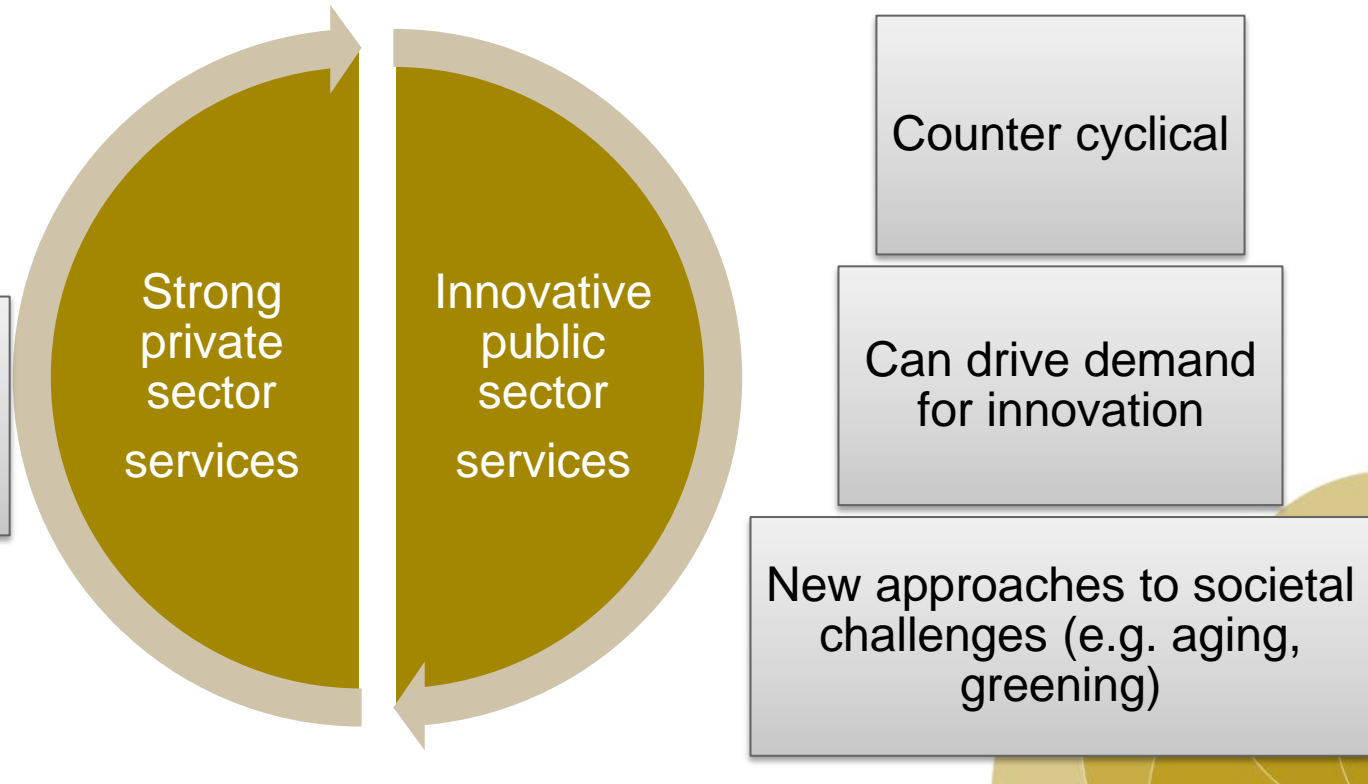 Strong
private
sector
services
Innovative
public
sector
services
Counter cyclical
Can drive demand
for innovation
New approaches to societal
challenges (e.g. aging,
greening)